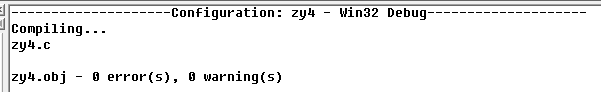 --------------------Configuration: zy4 - Win32 Debug--------------------
Compiling...
zy4.c
zy4.obj - 0 error(s), 0 warning(s)